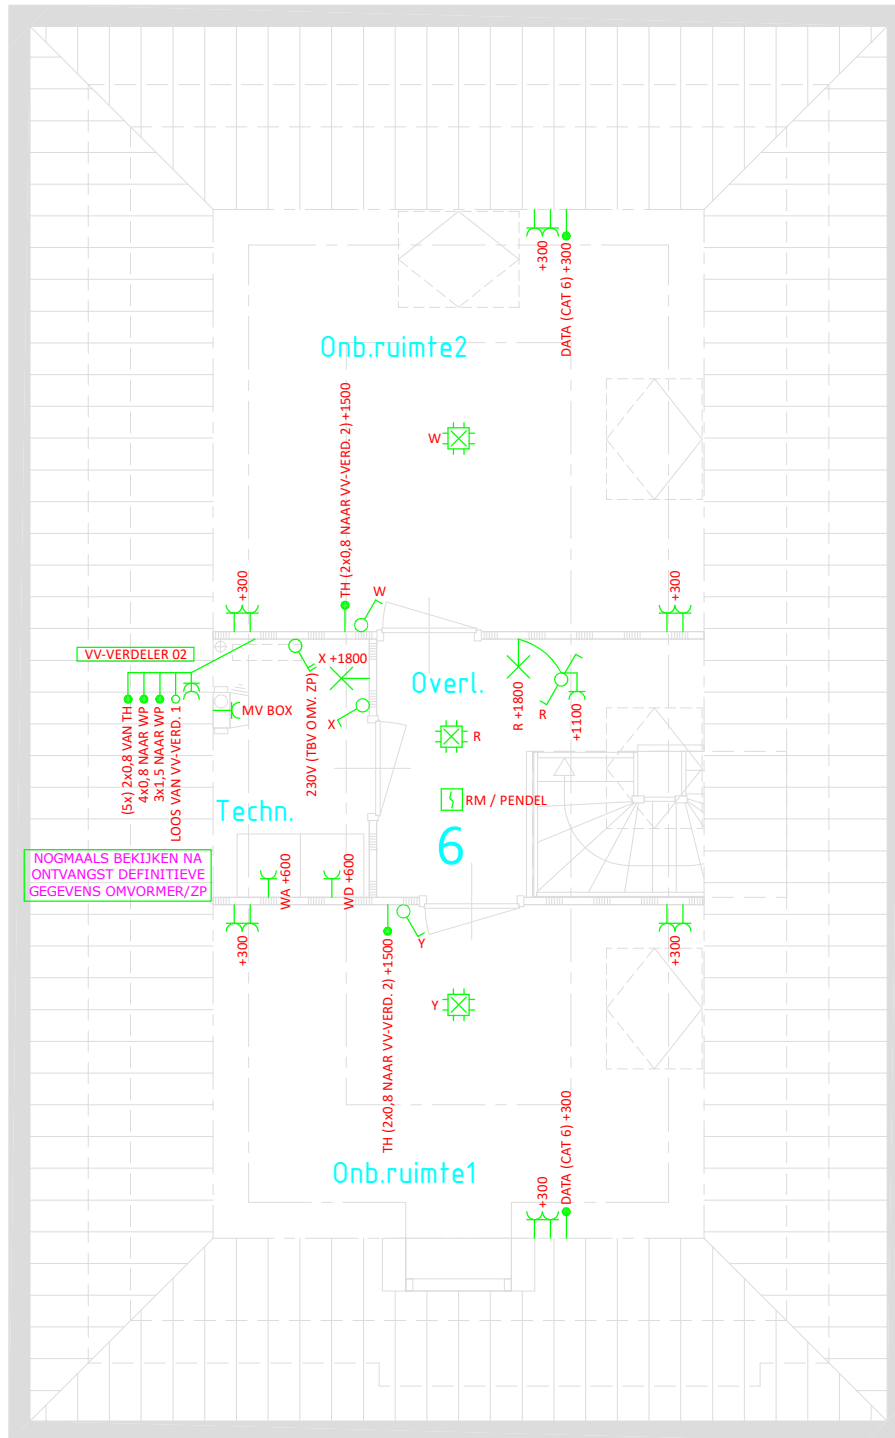 +300
DATA (CAT 6) +300
Onb.ruimte2
TH (2x0,8 NAAR VV-VERD. 2) +1500
W
+300
W
+300
VV-VERDELER 02
X +1800
Overl.
R +1800
R
+1100
(5x) 2x0,8 VAN TH
4x0,8 NAAR WP
3x1,5 NAAR WP
LOOS VAN VV-VERD. 1
MV BOX
230V (TBV OMV. ZP)
X
R
RM / PENDEL
Techn.
6
NOGMAALS BEKIJKEN NA
ONTVANGST DEFINITIEVE
GEGEVENS OMVORMER/ZP
WA +600
WD +600
+300
TH (2x0,8 NAAR VV-VERD. 2) +1500
Y
+300
Y
Onb.ruimte1
+300
DATA (CAT 6) +300